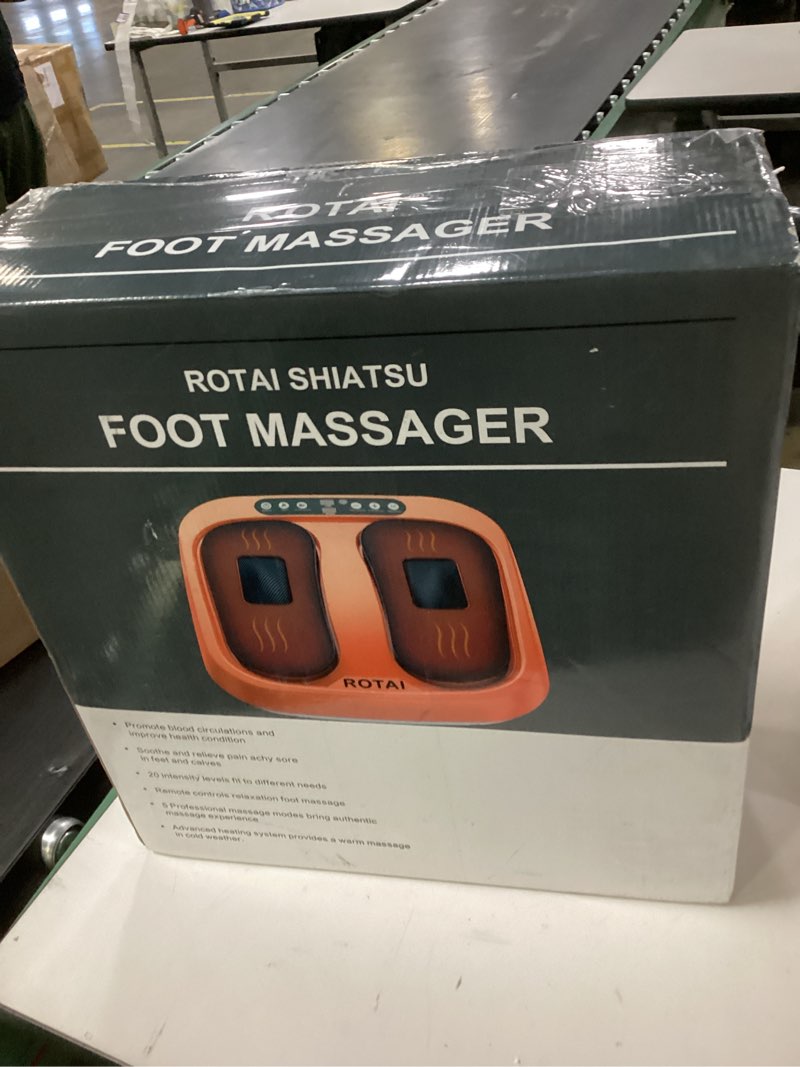 ROTAI
FOOT MASSAGER
ROTAI SHIATSU
FOOT MASSAGER
ROTAI
• Promote blood circulations and
improve health condition
• Soothe and relieve pain achy sore
in feet and calves
• 20 intensity levels fit to different needs
• Remote controls relaxation foot massage
• 5 Professional massage modes bring authentic
massage experience
• Advanced heating system provides a warm massage
in cold weather.